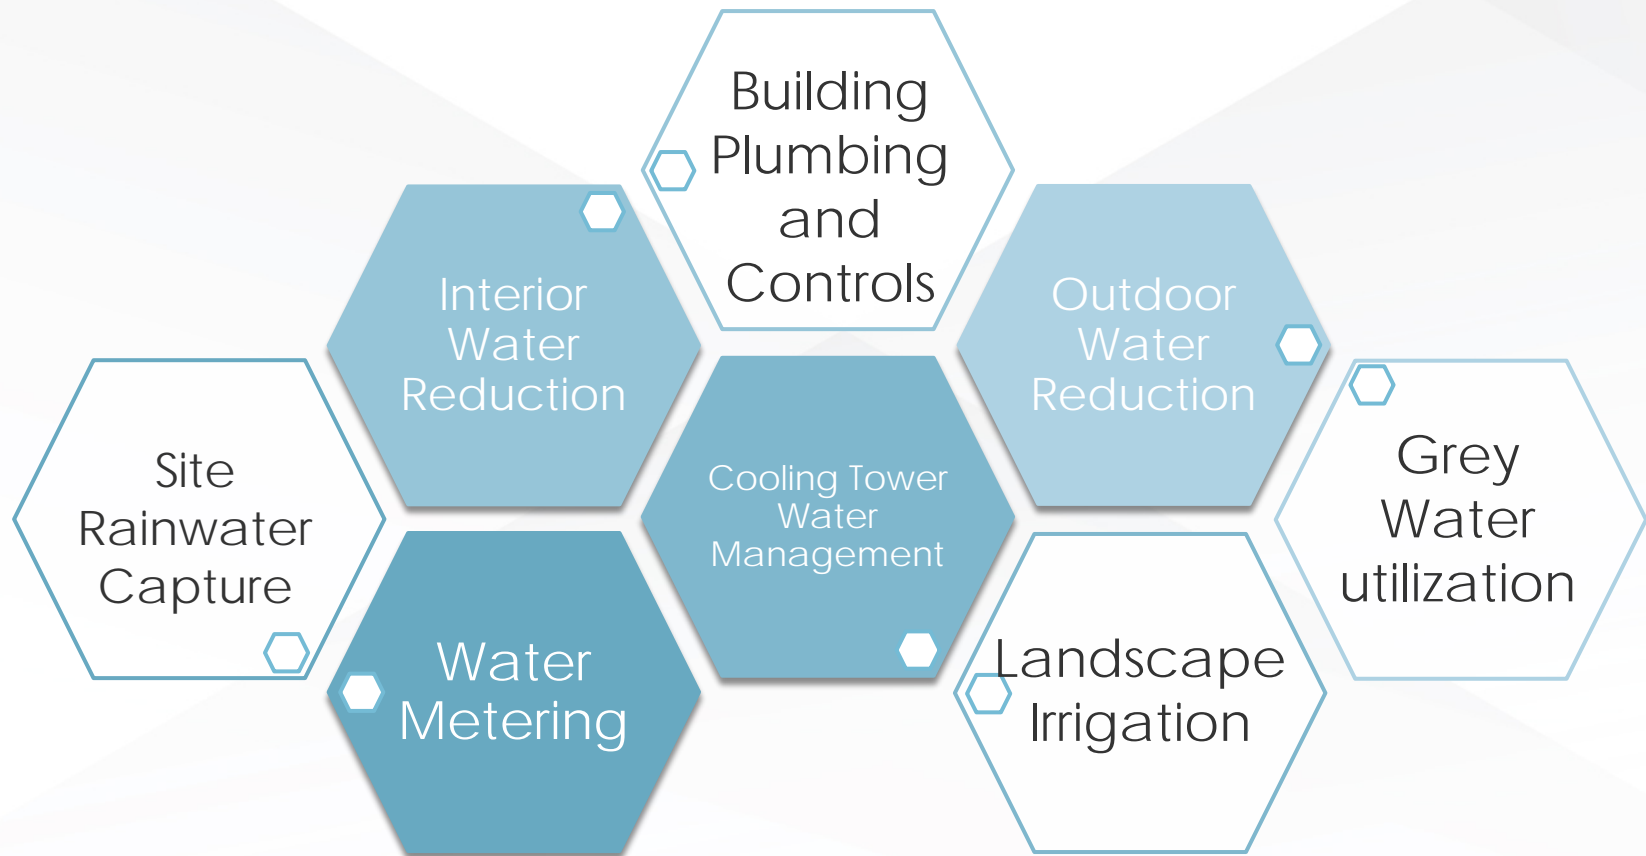 Building
Plumbing
and
Controls
Interior
Water
Reduction
Outdoor
Water
Reduction
Site
Rainwater
Capture
Cooling Tower
Water
Management
Grey
Water
utilization
Water
Metering
Landscape
Irrigation